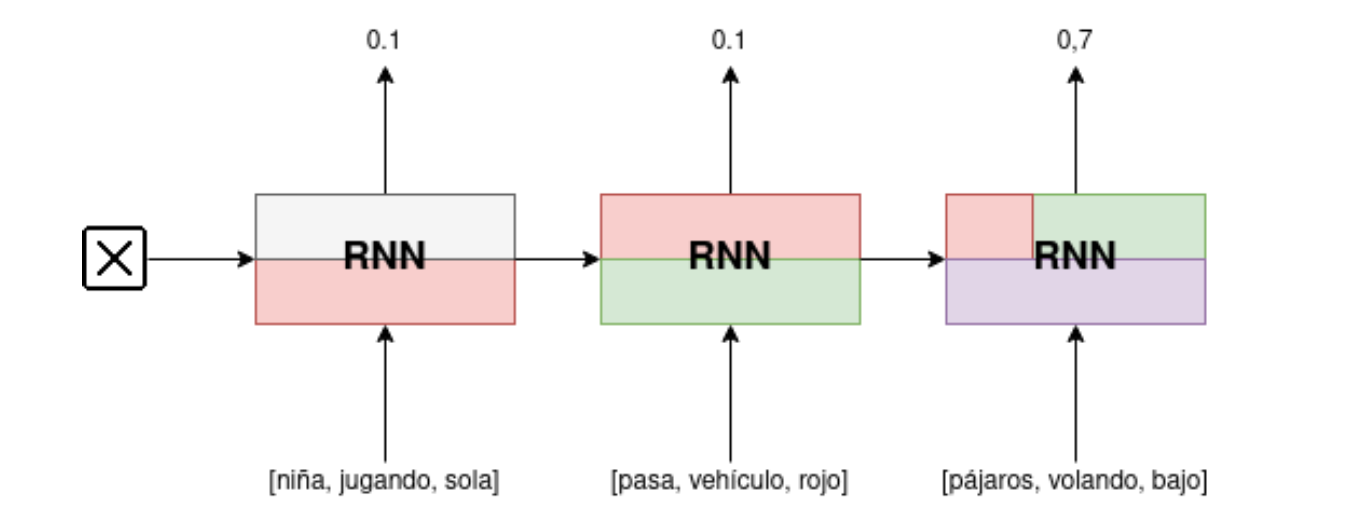 0.1
0.1
0,7
RNN
RNN
RNN
[niña, jugando, sola]
[pasa, vehículo, rojo]
[pájaros, volando, bajo]